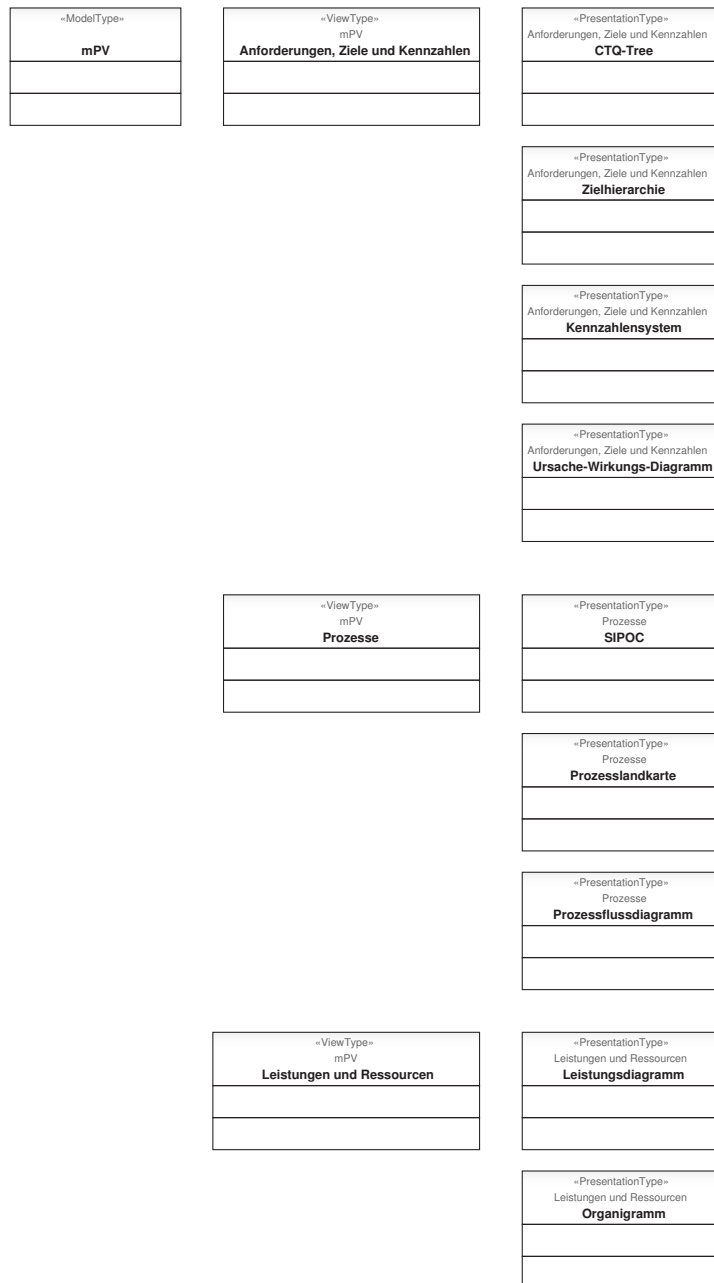 «ModelType»
mPV
«ViewType»
mPV
Anforderungen, Ziele und Kennzahlen
«PresentationType»
Anforderungen, Ziele und Kennzahlen
CTQ-Tree
«PresentationType»
Anforderungen, Ziele und Kennzahlen
Zielhierarchie
«PresentationType»
Anforderungen, Ziele und Kennzahlen
Kennzahlensystem
«PresentationType»
Anforderungen, Ziele und Kennzahlen
Ursache-Wirkungs-Diagramm
«ViewType»
mPV
Prozesse
«PresentationType»
Prozesse
SIPOC
«PresentationType»
Prozesse
Prozesslandkarte
«PresentationType»
Prozesse
Prozessflussdiagramm
«ViewType»
mPV
Leistungen und Ressourcen
«PresentationType»
Leistungen und Ressourcen
Leistungsdiagramm
«PresentationType»
Leistungen und Ressourcen
Organigramm